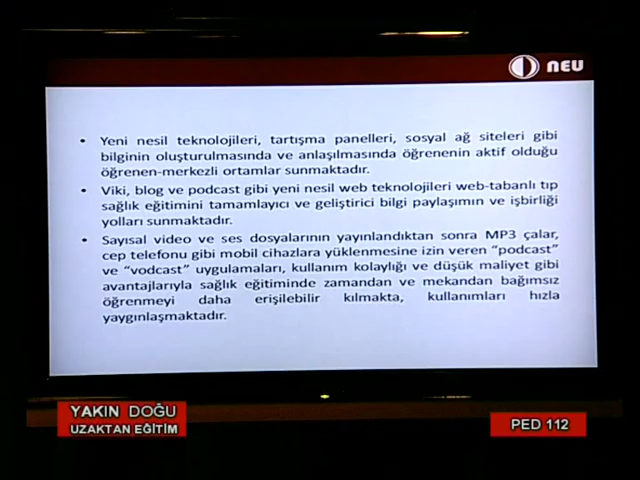 NEU
• Yeni nesil teknolojileri, tartışma panelleri, sosyal ağ siteleri gibi
bilginin oluşturulmasında ve anlaşılmasında öğrenenin aktif olduğu
öğrenen-merkezli ortamlar sunmaktadır.
• Viki, blog ve podcast gibi yeni nesil web teknolojileri web-tabanlı tıp
sağlık eğitimini tamamlayıcı ve geliştirici bilgi paylaşımın ve işbirliği
yolları sunmaktadır.
• Sayısal video ve ses dosyalarının yayınlandıktan sonra MP3 çalar,
cep telefonu gibi mobil cihazlara yüklenmesine izin veren “podcast”
ve “vodcast” uygulamaları, kullanım kolaylığı ve düşük maliyet gibi
avantajlarıyla sağlık eğitiminde zamandan ve mekandan bağımsız
öğrenmeyi daha erişilebilir kılmakta, kullanımları hızla
yaygınlaşmaktadır.
YAKIN DOĞU
UZAKTAN EĞİTİM
PED 112